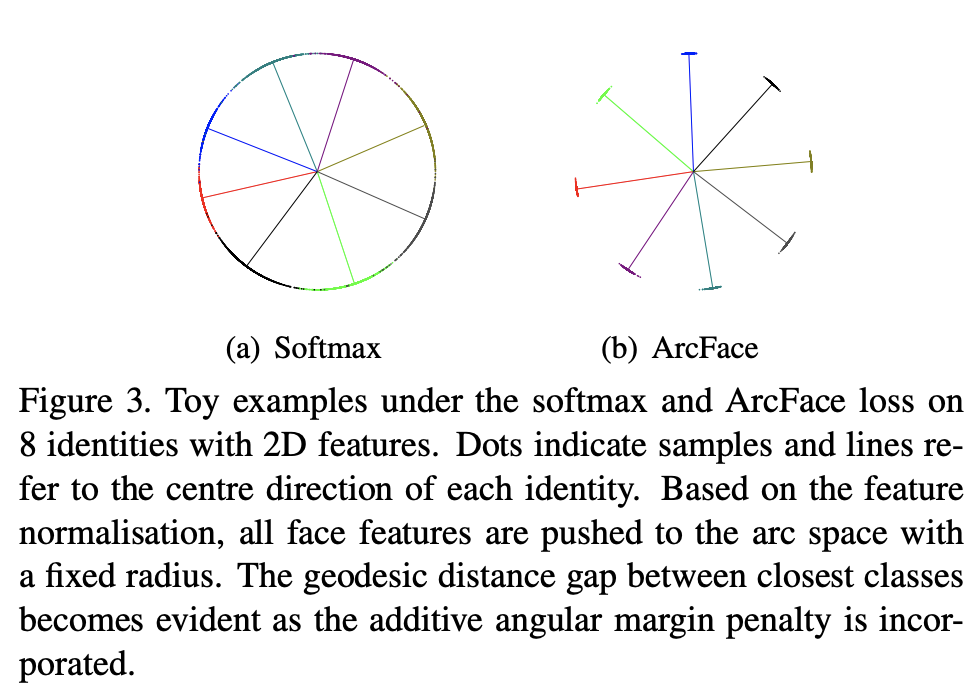 (a) Softmax
(b) ArcFace
Figure 3. Toy examples under the softmax and ArcFace loss on
8 identities with 2D features. Dots indicate samples and lines re-
fer to the centre direction of each identity. Based on the feature
normalisation, all face features are pushed to the arc space with
a fixed radius. The geodesic distance gap between closest classes
becomes evident as the additive angular margin penalty is incor-
porated.